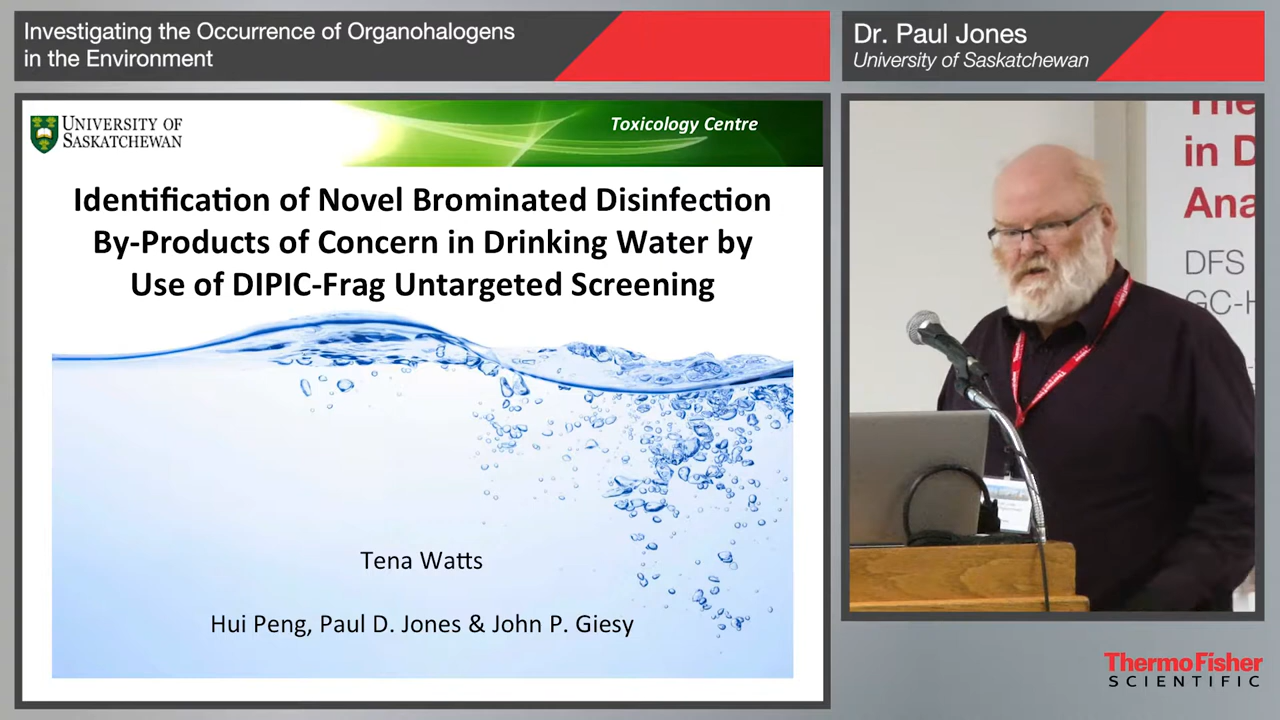 Investigating the Occurrence of Organohalogens
in the Environment
Dr. Paul Jones
University of Saskatchewan
UNIVERSITY OF
SASKATCHEWAN
Toxicology Centre
Identification of Novel Brominated Disinfection
By-Products of Concern in Drinking Water by
Use of DIPIC-Frag Untargeted Screening
Tena Watts
Hui Peng, Paul D. Jones & John P. Giesy
The
in D
Ana
DFS
GC-H
ThermoFisher
SCIENTIFIC